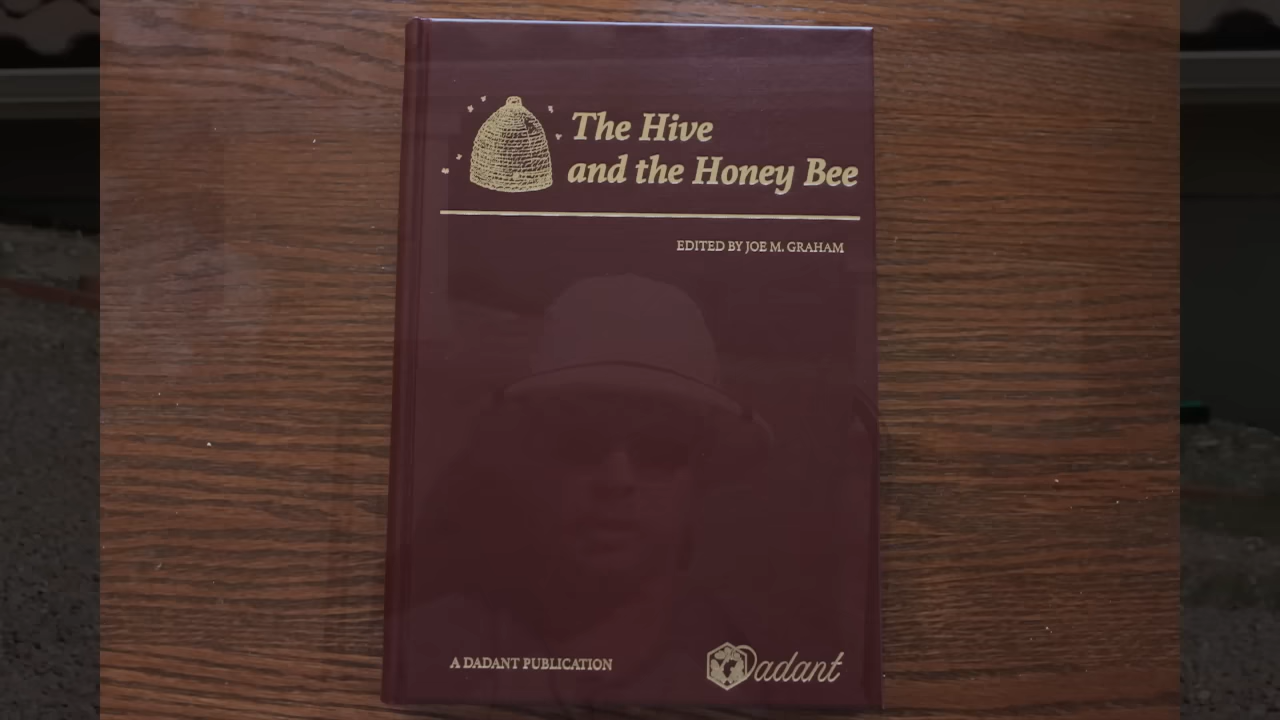 The Hive
and the Honey Bee
EDITED BY JOE M. GRAHAM
A DADANT PUBLICATION
Dadant